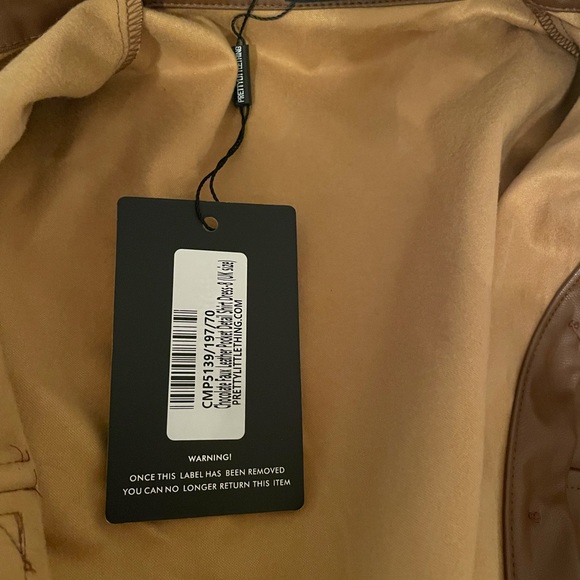 PRETTYLITTLETHING
CMP5139/197/70
Chocolate Faux Leather Pocket Detail Shirt Dress-8 (UK size)
PRETTYLITTLETHING.COM
WARNING!
ONCE THIS LABEL HAS BEEN REMOVED
YOU CAN NO LONGER RETURN THIS ITEM